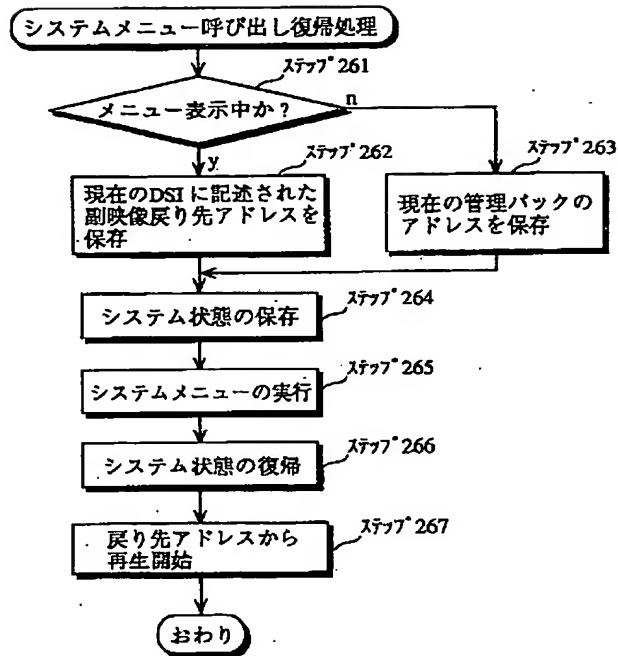 システムメニュー呼び出し復帰処理
ステップ261
メニュー表示中か?
n
y
ステップ262
現在のDSIに記述された
副映像戻り先アドレスを
保存
ステップ263
現在の管理パックの
アドレスを保存
ステップ264
システム状態の保存
ステップ265
システムメニューの実行
ステップ266
システム状態の復帰
ステップ267
戻り先アドレスから
再生開始
おわり